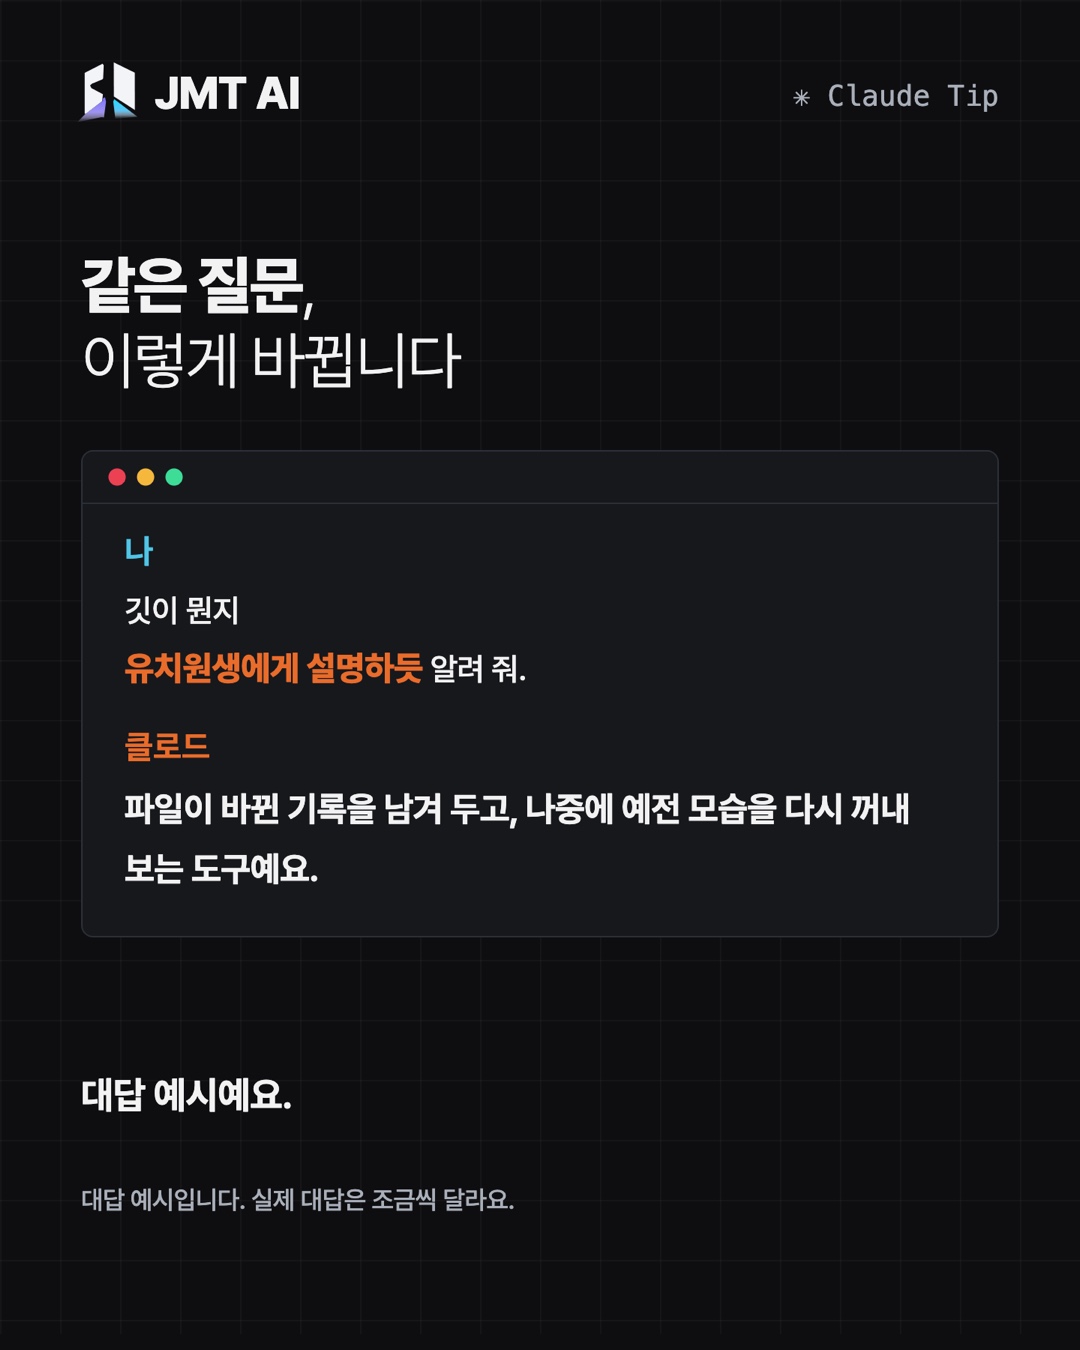 JMT AI
✳ Claude Tip
같은 질문,
이렇게 바뀝니다
나
깃이 뭔지
유치원생에게 설명하듯 알려 줘.
클로드
파일이 바뀐 기록을 남겨 두고, 나중에 예전 모습을 다시 꺼내
보는 도구예요.
대답 예시예요.
대답 예시입니다. 실제 대답은 조금씩 달라요.